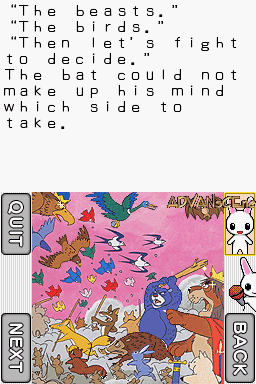 “The beasts.”
“The birds.”
“Then let's fight
to decide.”
The bat could not
make up his mind
which side to
take.
QUIT
NEXT
BACK